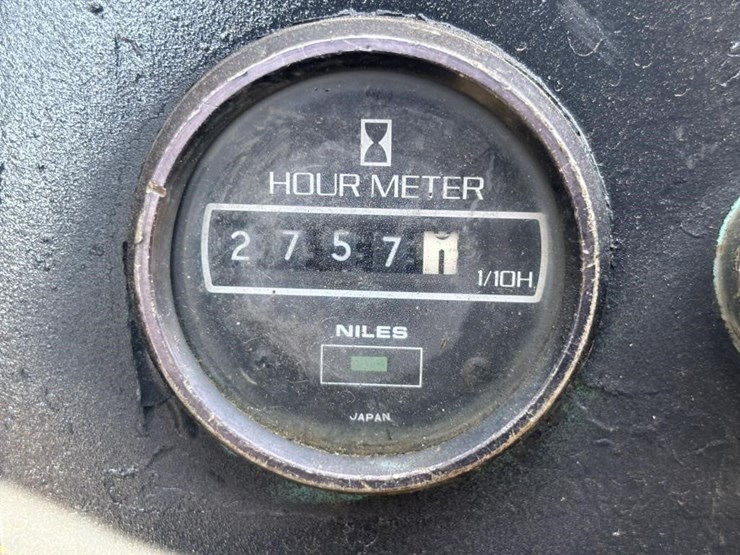 HOUR METER
2757
1/10H
NILES
JAPAN